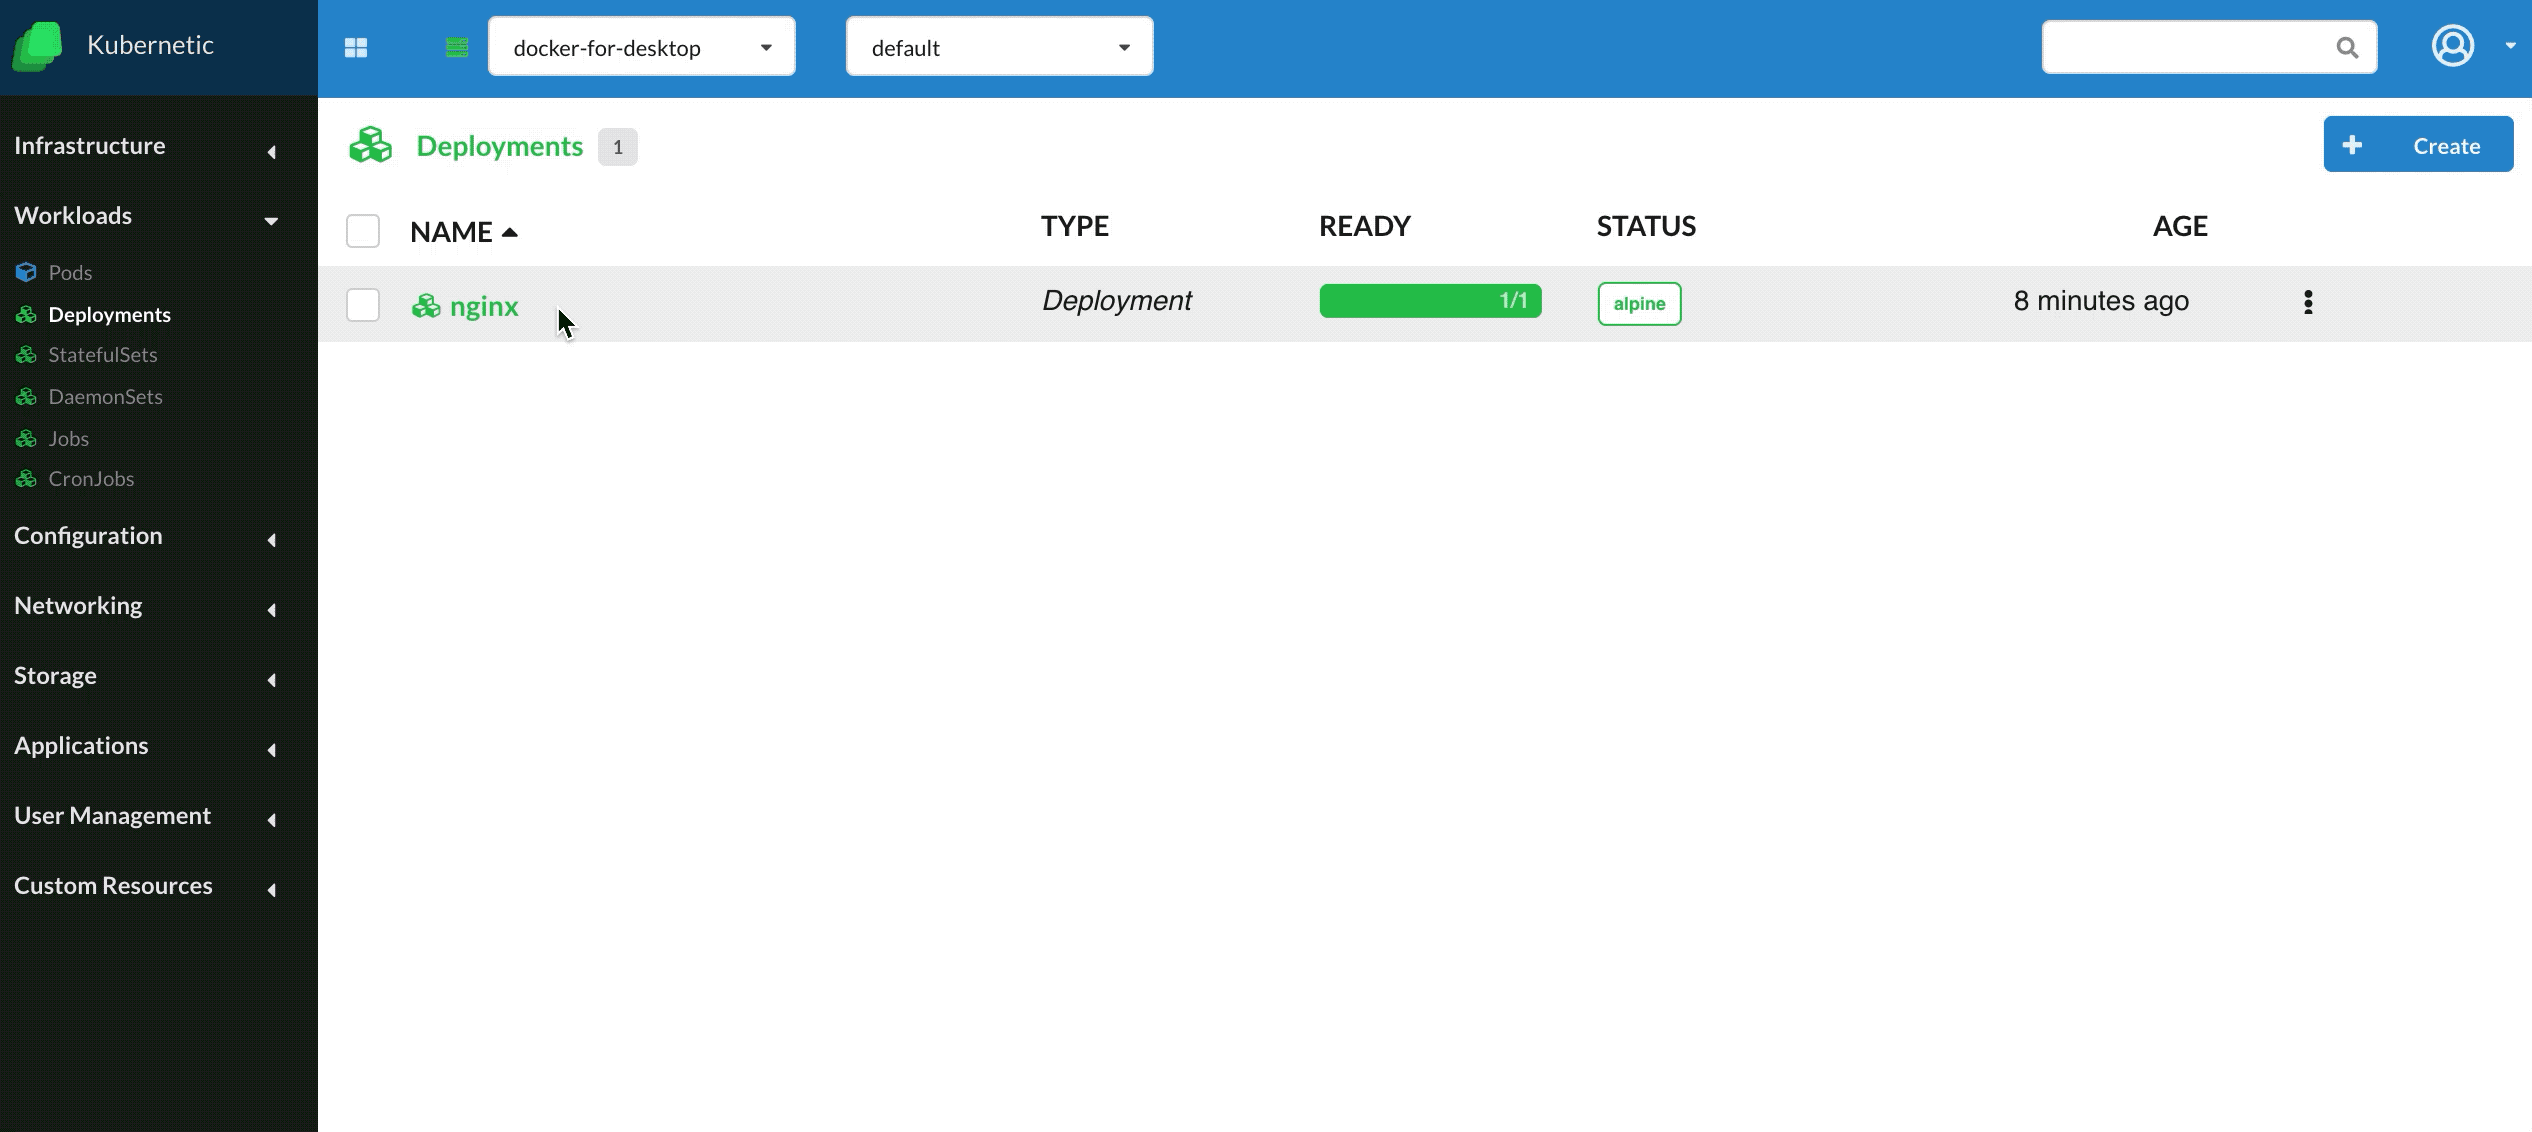 Kubernetic
docker-for-desktop
default
Infrastructure
Workloads
Pods
Deployments
StatefulSets
DaemonSets
Jobs
CronJobs
Configuration
Networking
Storage
Applications
User Management
Custom Resources
Deployments 1
Create
NAME TYPE READY STATUS AGE
nginx Deployment 1/1 alpine 8 minutes ago